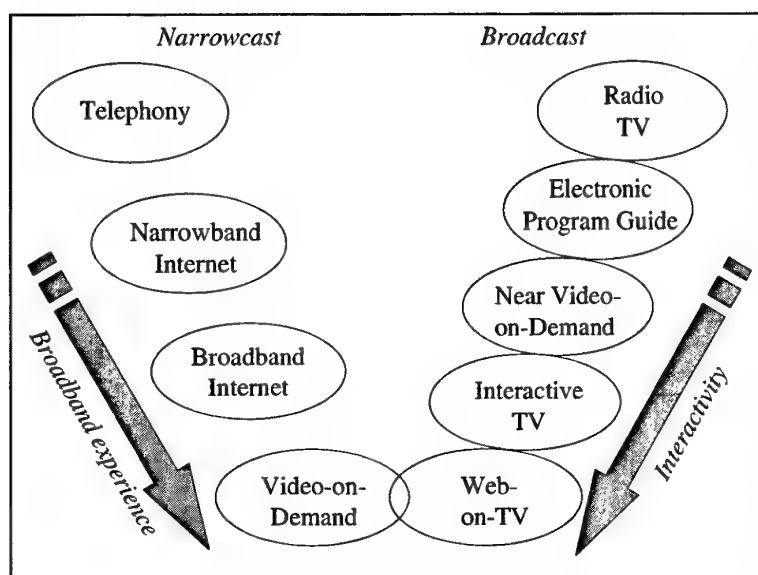 Narrowcast
Broadcast
Telephony
Radio
TV
Electronic
Program Guide
Narrowband
Internet
Near Video-
on-Demand
Broadband
Internet
Interactive
TV
Video-on-
Demand
Web-
on-TV
Broadband experience
Interactivity